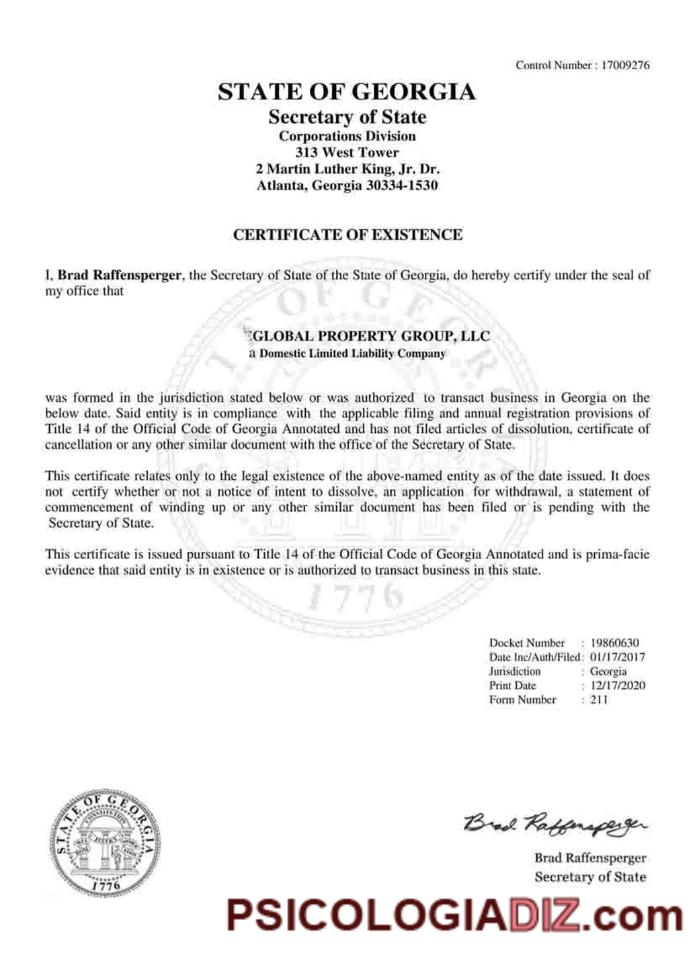 Control Number : 17009276
STATE OF GEORGIA
Secretary of State
Corporations Division
313 West Tower
2 Martin Luther King, Jr. Dr.
Atlanta, Georgia 30334-1530
CERTIFICATE OF EXISTENCE
I, Brad Raffensperger, the Secretary of State of the State of Georgia, do hereby certify under the seal of
my office that
GLOBAL PROPERTY GROUP, LLC
a Domestic Limited Liability Company
was formed in the jurisdiction stated below or was authorized to transact business in Georgia on the
below date. Said entity is in compliance with the applicable filing and annual registration provisions of
Title 14 of the Official Code of Georgia Annotated and has not filed articles of dissolution, certificate of
cancellation or any other similar document with the office of the Secretary of State.
This certificate relates only to the legal existence of the above-named entity as of the date issued. It does
not certify whether or not a notice of intent to dissolve, an application for withdrawal, a statement of
commencement of winding up or any other similar document has been filed or is pending with the
Secretary of State.
This certificate is issued pursuant to Title 14 of the Official Code of Georgia Annotated and is prima-facie
evidence that said entity is in existence or is authorized to transact business in this state.
STATE OF GEORGIA
1776
Docket Number : 19860630
Date Inc/Auth/Filed : 01/17/2017
Jurisdiction : Georgia
Print Date : 12/17/2020
Form Number : 211
STATE OF GEORGIA
CONSTITUTION
1776
Brad Raffensperger
Brad Raffensperger
Secretary of State
PSICOLOGIADIZ.com